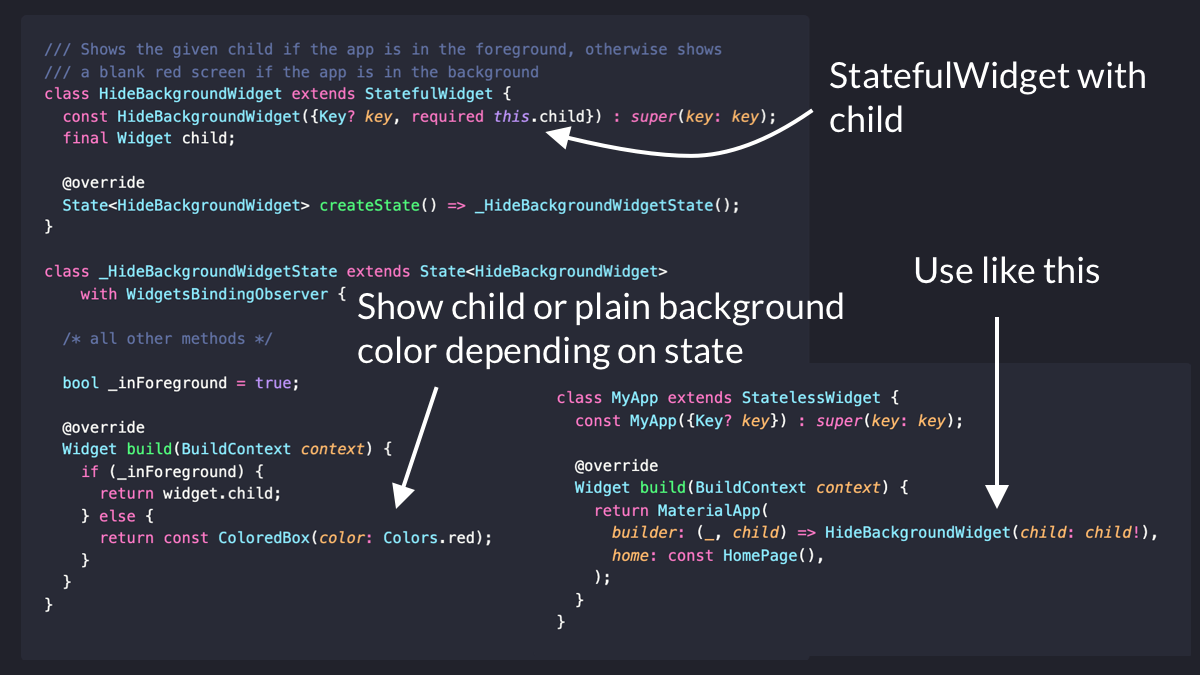 /// Shows the given child if the app is in the foreground, otherwise shows
/// a blank red screen if the app is in the background
class HideBackgroundWidget extends StatefulWidget {
  const HideBackgroundWidget({Key? key, required this.child}) : super(key: key);
  final Widget child;

  @override
  State<HideBackgroundWidget> createState() => _HideBackgroundWidgetState();
}

class _HideBackgroundWidgetState extends State<HideBackgroundWidget>
    with WidgetsBindingObserver {

  /* all other methods */

  bool _inForeground = true;

  @override
  Widget build(BuildContext context) {
    if (_inForeground) {
      return widget.child;
    } else {
      return const ColoredBox(color: Colors.red);
    }
  }
}
StatefulWidget with
child
Show child or plain background
color depending on state
Use like this
class MyApp extends StatelessWidget {
  const MyApp({Key? key}) : super(key: key);

  @override
  Widget build(BuildContext context) {
    return MaterialApp(
      builder: (_, child) => HideBackgroundWidget(child: child!),
      home: const HomePage(),
    );
  }
}